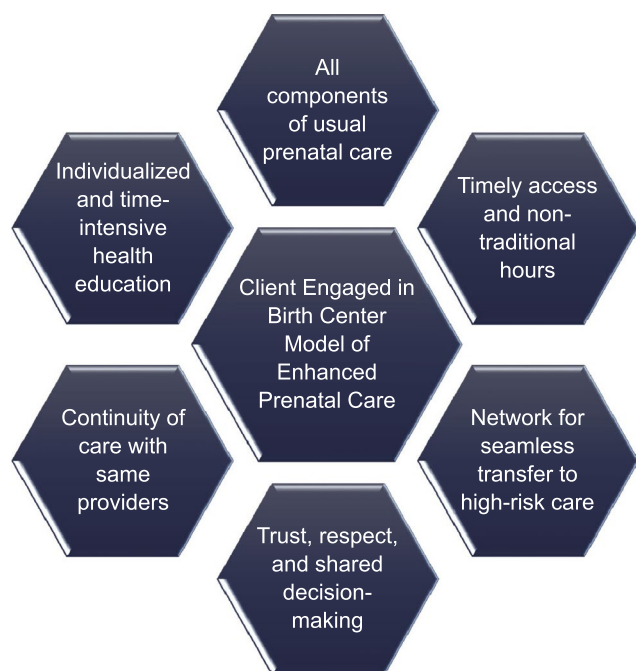 All
components
of usual
prenatal care
Individualized
and time-
intensive
health
education
Timely access
and non-
traditional
hours
Client Engaged in
Birth Center
Model of
Enhanced
Prenatal Care
Continuity of
care with
same
providers
Network for
seamless
transfer to
high-risk care
Trust, respect,
and shared
decision-
making